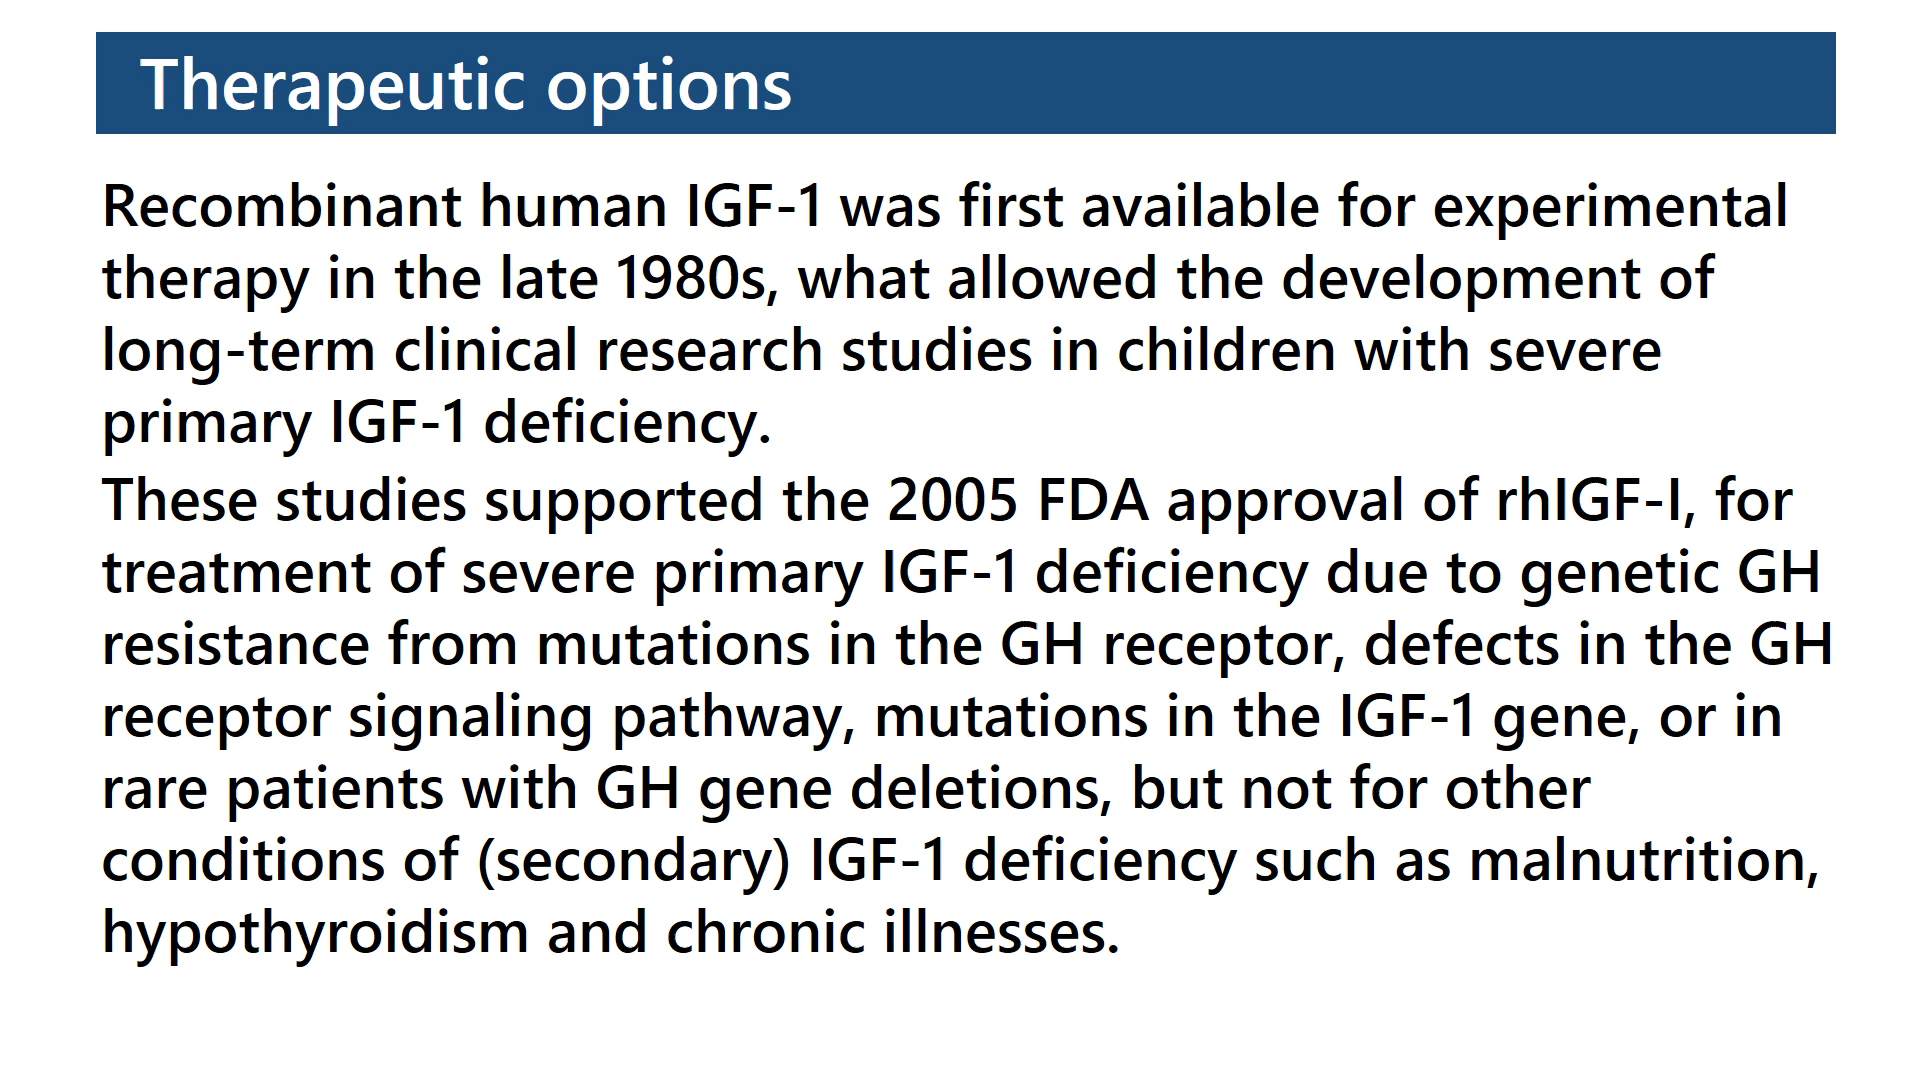 Therapeutic options
Recombinant human IGF-1 was first available for experimental
therapy in the late 1980s, what allowed the development of
long-term clinical research studies in children with severe
primary IGF-1 deficiency.
These studies supported the 2005 FDA approval of rhIGF-I, for
treatment of severe primary IGF-1 deficiency due to genetic GH
resistance from mutations in the GH receptor, defects in the GH
receptor signaling pathway, mutations in the IGF-1 gene, or in
rare patients with GH gene deletions, but not for other
conditions of (secondary) IGF-1 deficiency such as malnutrition,
hypothyroidism and chronic illnesses.